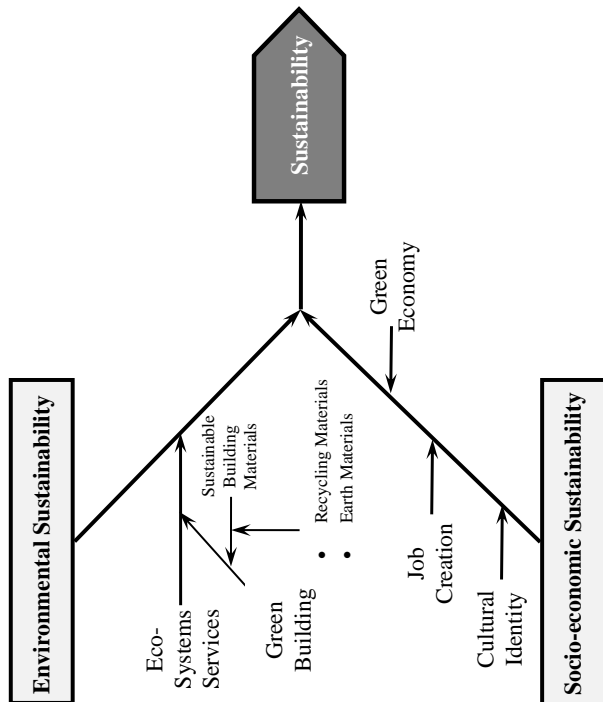 Environmental Sustainability
Eco-
Systems
Services
Sustainable
Building
Materials
Green
Building
• Recycling Materials
• Earth Materials
Sustainability
Green
Economy
Job
Creation
Cultural
Identity
Socio-economic Sustainability